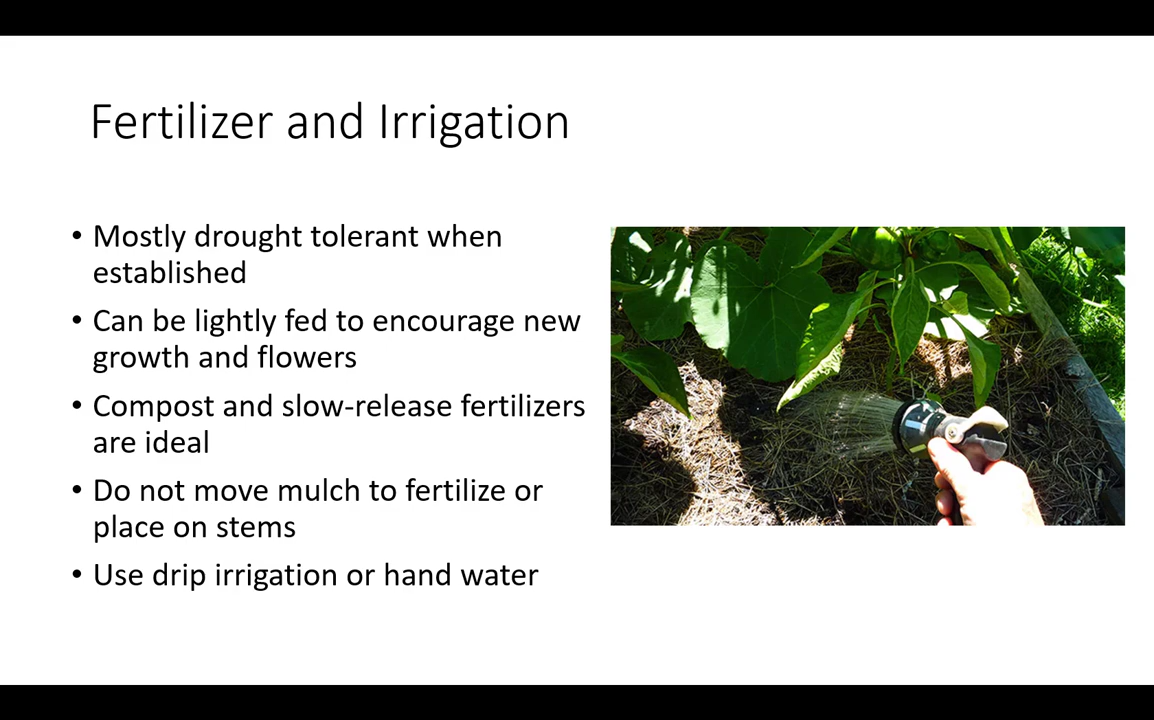 Fertilizer and Irrigation
• Mostly drought tolerant when
established
• Can be lightly fed to encourage new
growth and flowers
• Compost and slow-release fertilizers
are ideal
• Do not move mulch to fertilize or
place on stems
• Use drip irrigation or hand water